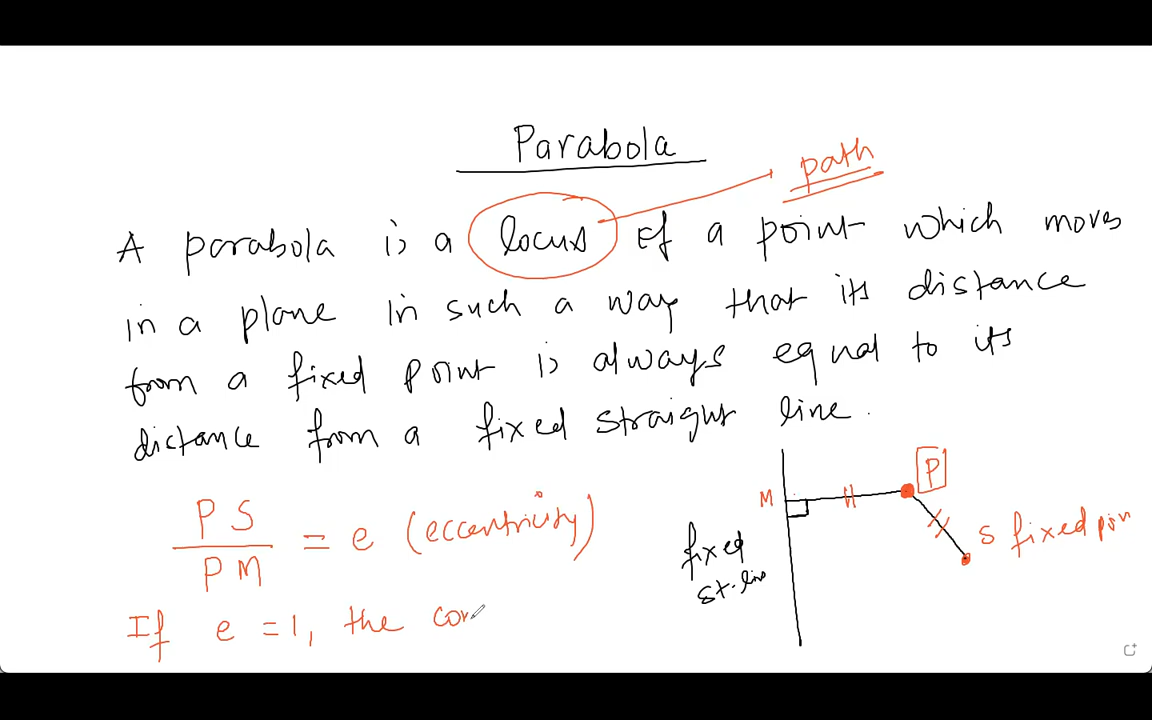 Parabola
path
A parabola is a locus of a point which moves
in a plane in such a way that its distance
from a fixed point is always equal to its
distance from a fixed straight line.
P
M
PS
PM
= e (eccentricity)
fixed
st. line
S fixed poin
If e = 1, the con